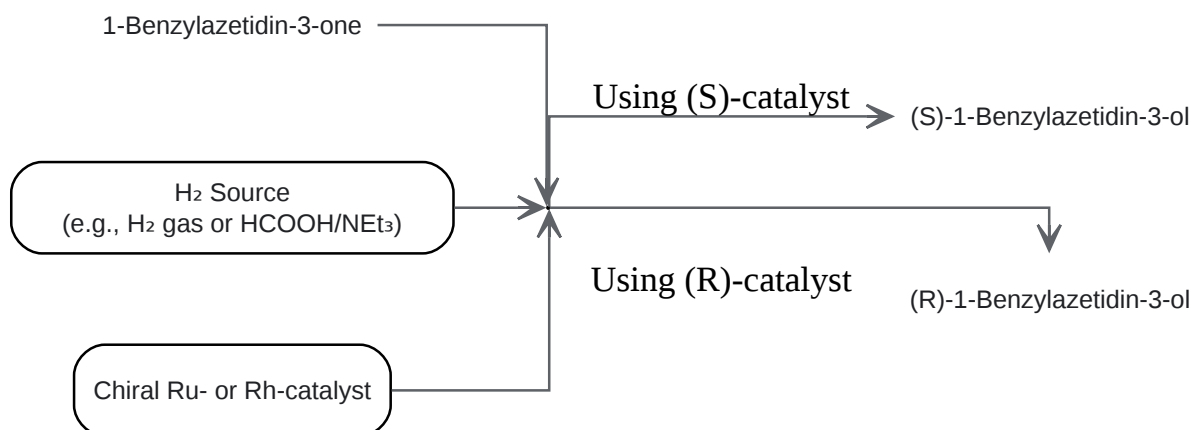 1-Benzylazetidin-3-one
Using (S)-catalyst
(S)-1-Benzylazetidin-3-ol
H₂ Source
(e.g., H₂ gas or HCOOH/NEt₃)
Using (R)-catalyst
(R)-1-Benzylazetidin-3-ol
Chiral Ru- or Rh-catalyst